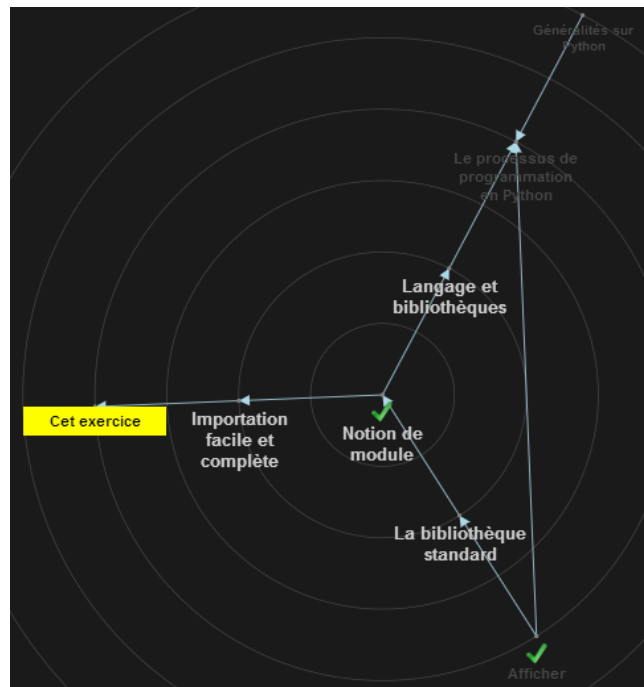 Généralités sur
Python
Le processus de
programmation
en Python
Langage et
bibliothèques
Cet exercice
Importation
facile et
complète
Notion de
module
La bibliothèque
standard
Afficher